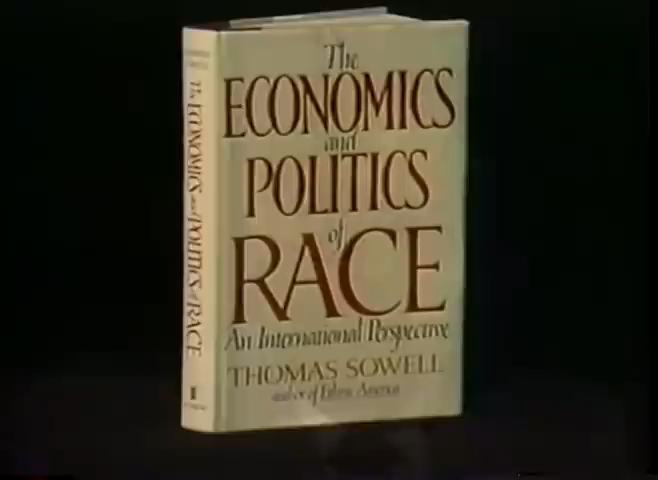 The
ECONOMICS
and
POLITICS
of
RACE
An International Perspective
THOMAS SOWELL
author of Ethnic America
The ECONOMICS and POLITICS of RACE